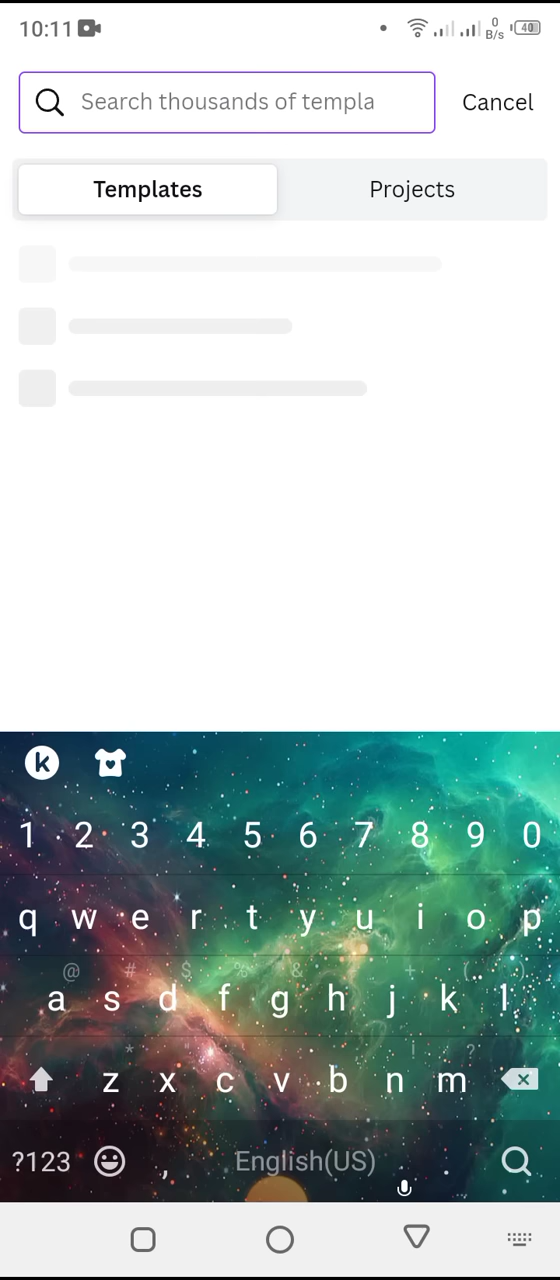 10:11 0 B/s 40
Search thousands of templa Cancel
Templates Projects
k
1 2 3 4 5 6 7 8 9 0
q w e r t y u i o p
@ # $ % & + ( )
a s d f g h j k l
* ! ?
z x c v b n m
?123 , English(US)